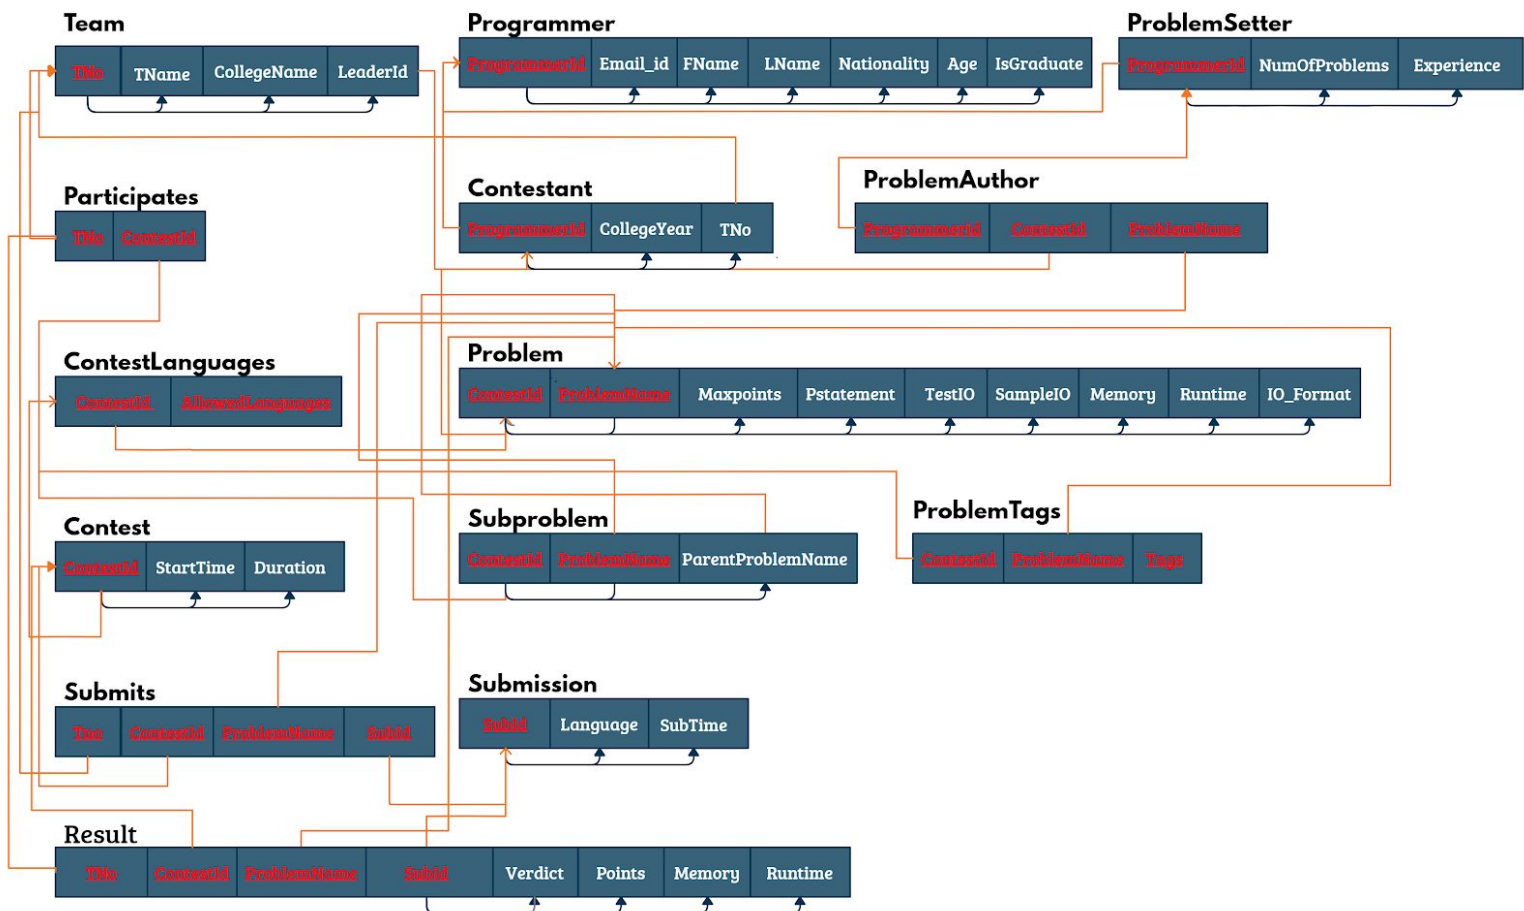 Team
TNo TName CollegeName LeaderId
Programmer
ProgrammerId Email_id FName LName Nationality Age IsGraduate
ProblemSetter
ProgrammerId NumOfProblems Experience
Participates
TNo ContestId
Contestant
ProgrammerId CollegeYear TNo
ProblemAuthor
ProgrammerId ContestId ProblemName
ContestLanguages
ContestId AllowedLanguages
Problem
ContestId ProblemName Maxpoints Pstatement TestIO SampleIO Memory Runtime IO_Format
Contest
ContestId StartTime Duration
Subproblem
ContestId ProblemName ParentProblemName
ProblemTags
ContestId ProblemName Tags
Submits
Tno ContestId ProblemName SubId
Submission
SubId Language SubTime
Result
TNo ContestId ProblemName SubId Verdict Points Memory Runtime